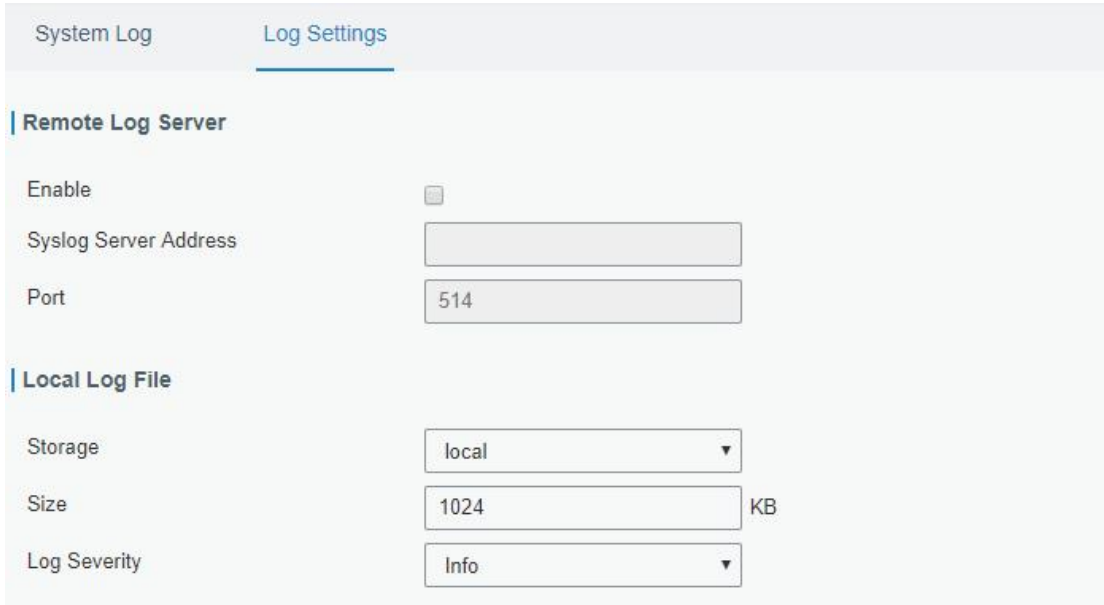 System Log Log Settings
Remote Log Server
Enable
Syslog Server Address
Port 514
Local Log File
Storage local
Size 1024 KB
Log Severity Info